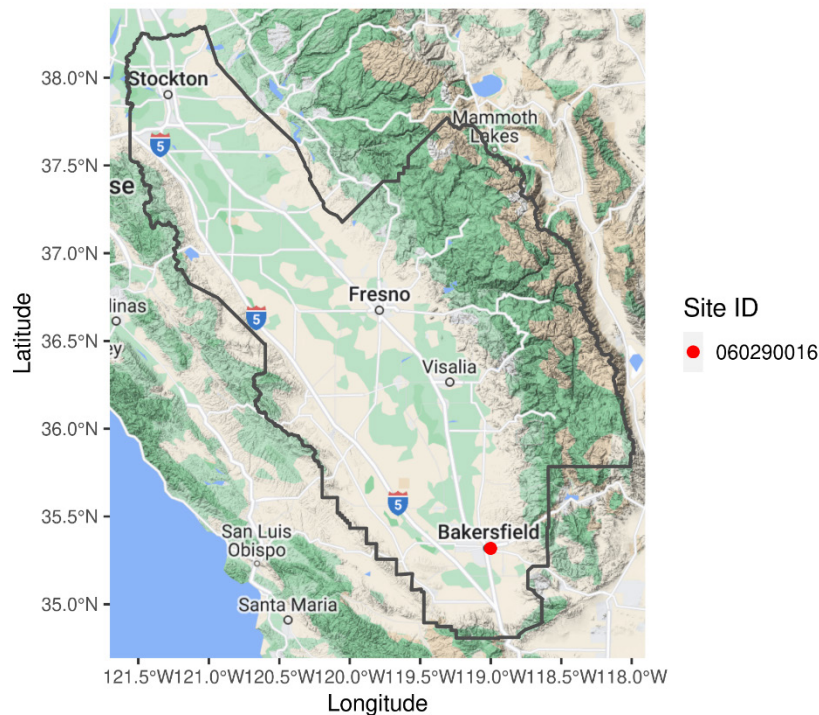 38.0°N
37.5°N
37.0°N
36.5°N
36.0°N
35.5°N
35.0°N
Latitude
Stockton
5
Mammoth
Lakes
se
Fresno
5
linas
ey
Visalia
5
Bakersfield
San Luis
Obispo
Santa Maria
121.5°W121.0°W120.5°W120.0°W119.5°W119.0°W118.5°W118.0°W
Longitude
Site ID
060290016